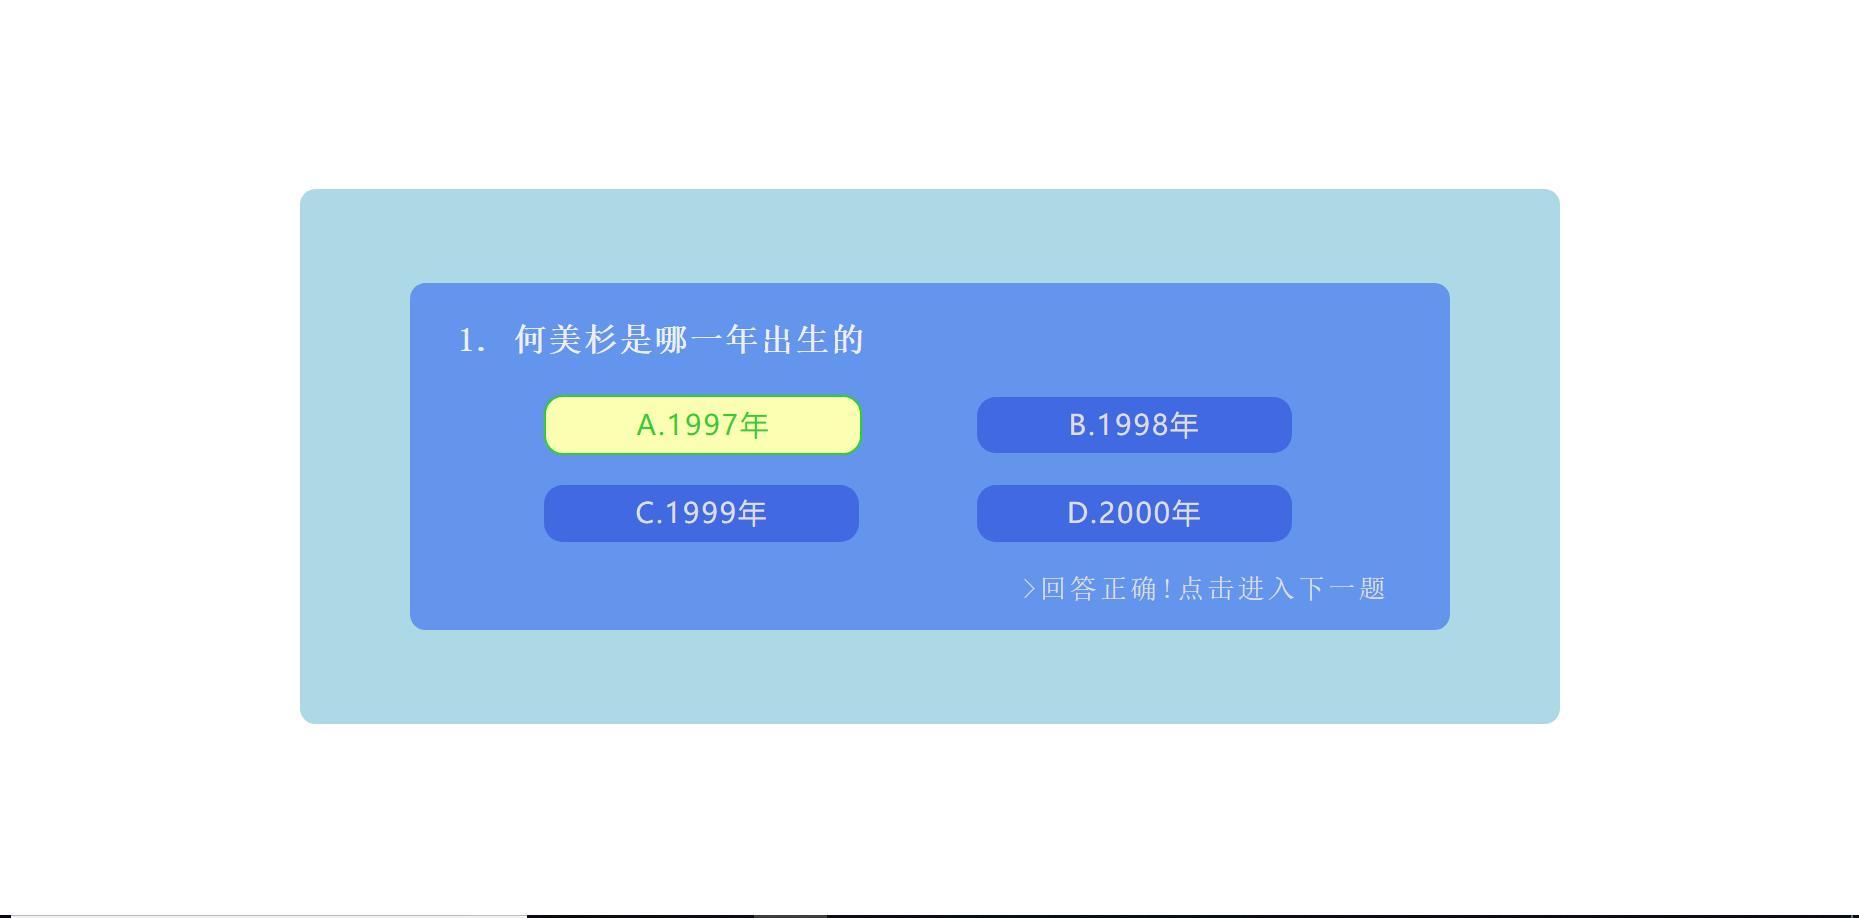 1. 何美杉是哪一年出生的
A.1997年
B.1998年
C.1999年
D.2000年
>回答正确!点击进入下一题